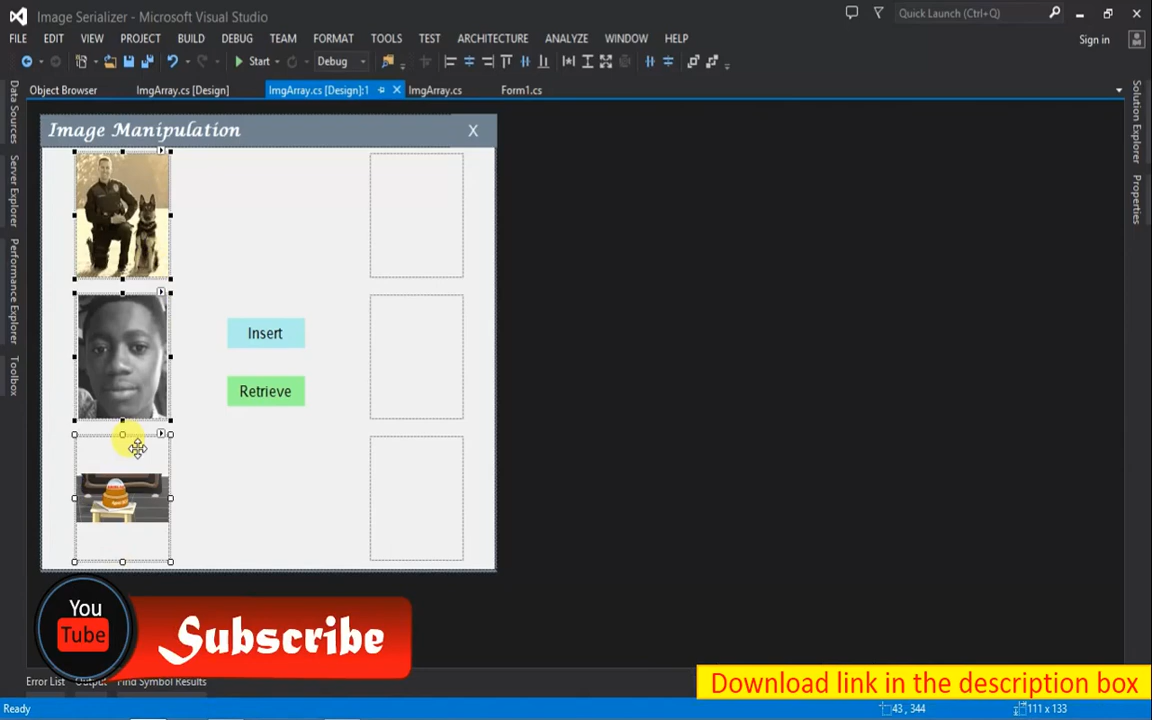 Image Serializer - Microsoft Visual Studio
Quick Launch (Ctrl+Q)
FILE EDIT VIEW PROJECT BUILD DEBUG TEAM FORMAT TOOLS TEST ARCHITECTURE ANALYZE WINDOW HELP
Sign in
Start Debug
Object Browser ImgArray.cs [Design] ImgArray.cs [Design]:1 ImgArray.cs Form1.cs
Data Sources
Server Explorer
Performance Explorer
Toolbox
Solution Explorer
Properties
Image Manipulation X
Insert
Retrieve
You
Tube
Subscribe
Error List Output Find Symbol Results
Download link in the description box
Ready 43 , 344 111 x 133